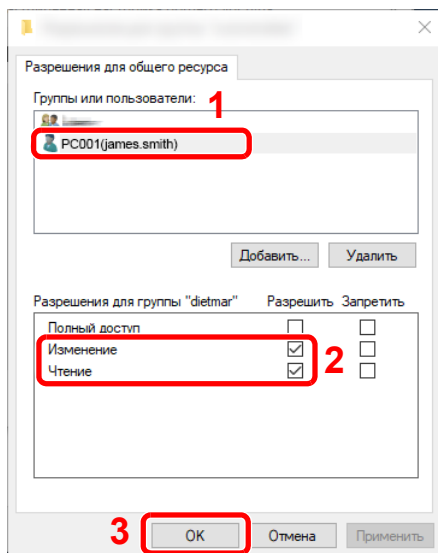 Разрешения для общего ресурса
Группы или пользователи:
1
PC001(james.smith)
Добавить...
Удалить
Разрешения для группы "dietmar" Разрешить Запретить
Полный доступ
Изменение
2
Чтение
3
OK
Отмена
Применить